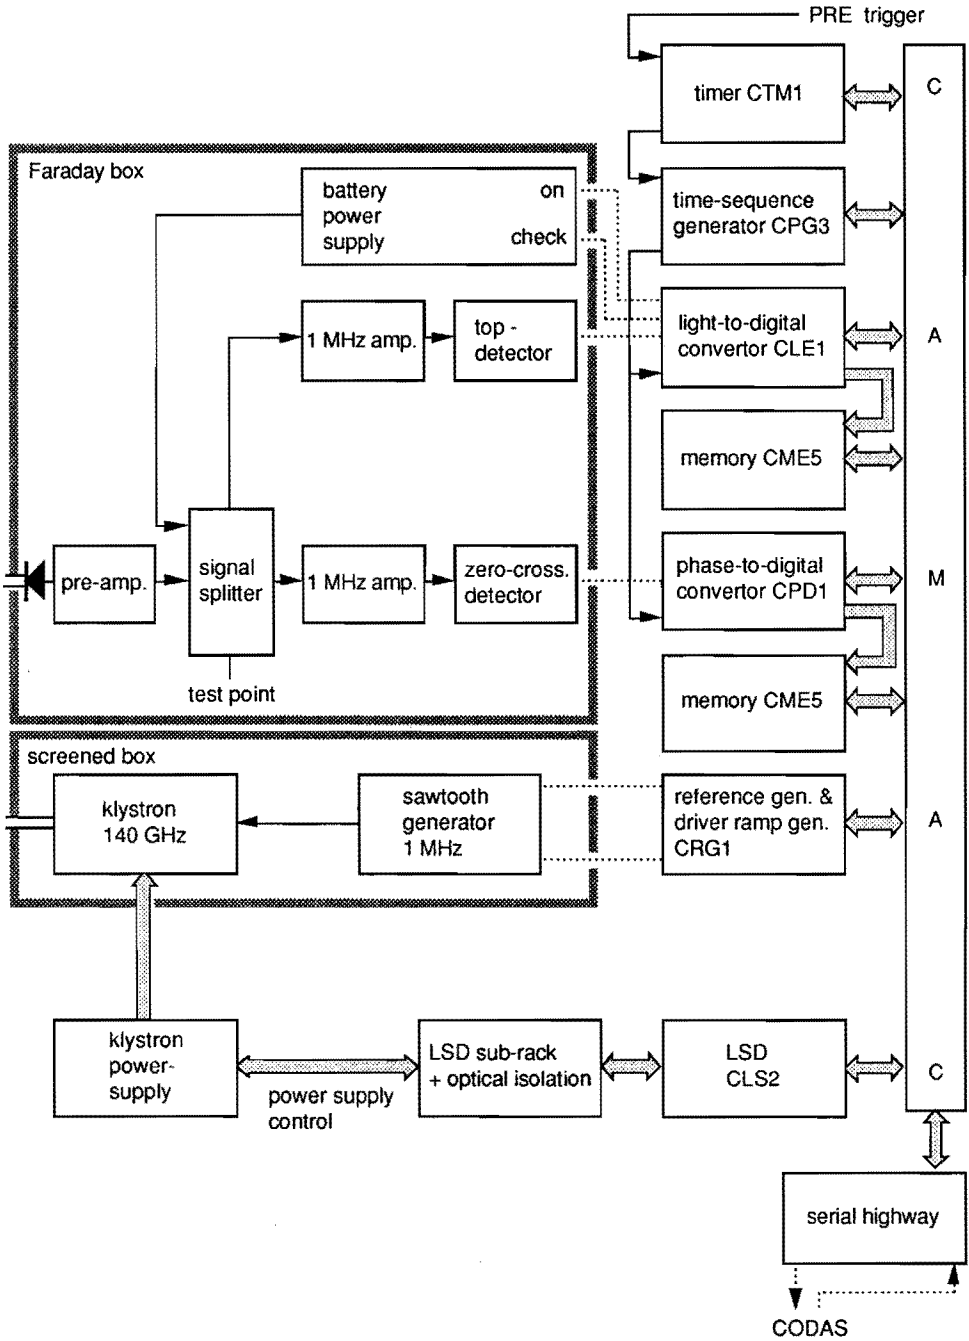 PRE trigger
timer CTM1
C
Faraday box
battery
power
supply
on
check
time-sequence
generator CPG3
1 MHz amp.
top -
detector
light-to-digital
convertor CLE1
A
memory CME5
pre-amp.
signal
splitter
1 MHz amp.
zero-cross.
detector
phase-to-digital
convertor CPD1
M
test point
memory CME5
screened box
klystron
140 GHz
sawtooth
generator
1 MHz
reference gen. &
driver ramp gen.
CRG1
A
klystron
power-
supply
power supply
control
LSD sub-rack
+ optical isolation
LSD
CLS2
C
serial highway
CODAS